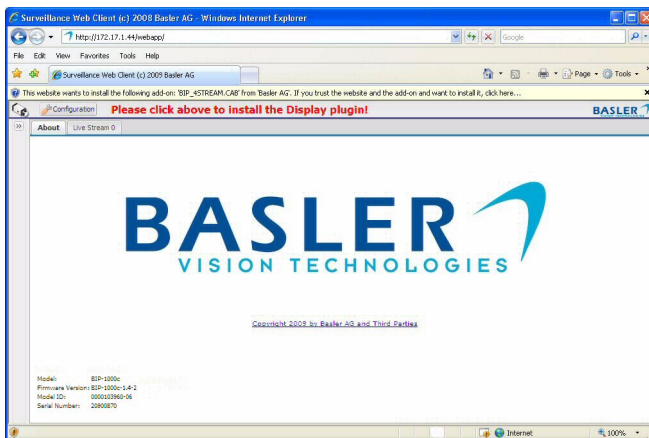 Surveillance Web Client (c) 2008 Basler AG - Windows Internet Explorer
http://172.17.1.44/webapp/
Google
File Edit View Favorites Tools Help
Surveillance Web Client (c) 2009 Basler AG
Page Tools
This website wants to install the following add-on: 'BIP_4STREAM.CAB' from 'Basler AG'. If you trust the website and the add-on and want to install it, click here...
Configuration Please click above to install the Display plugin! BASLER
About Live Stream 0
BASLER
VISION TECHNOLOGIES
Copyright 2009 by Basler AG and Third Parties
Model: BIP-1000c
Firmware Version: BIP-1000c-1.4-2
Model ID: 0000103960-06
Serial Number: 20900870
Internet 100%